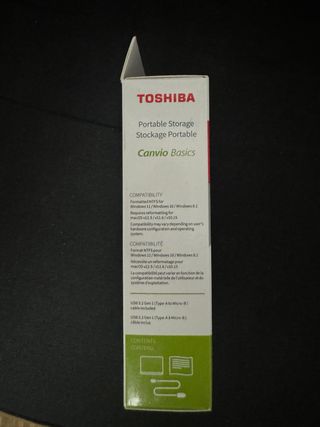 TOSHIBA
Portable Storage
Stockage Portable
Canvio Basics
COMPATIBILITY
Formatted NTFS for
Windows 11 / Windows 10 / Windows 8.1
Requires reformatting for
macOS v12.0 / v11.6 / v10.15
Compatibility may vary depending on user's
hardware configuration and operating
system.
COMPATIBILITÉ
Format NTFS pour
Windows 11 / Windows 10 / Windows 8.1
Nécessite un reformatage pour
macOS v12.0 / v11.6 / v10.15
La compatibilité peut varier en fonction de la
configuration matérielle de l'utilisateur et du
système d'exploitation.
USB 3.2 Gen 1 (Type-A to Micro-B)
cable included
USB 3.2 Gen 1 (Type-A à Micro-B)
câble inclus
CONTENTS
CONTENU